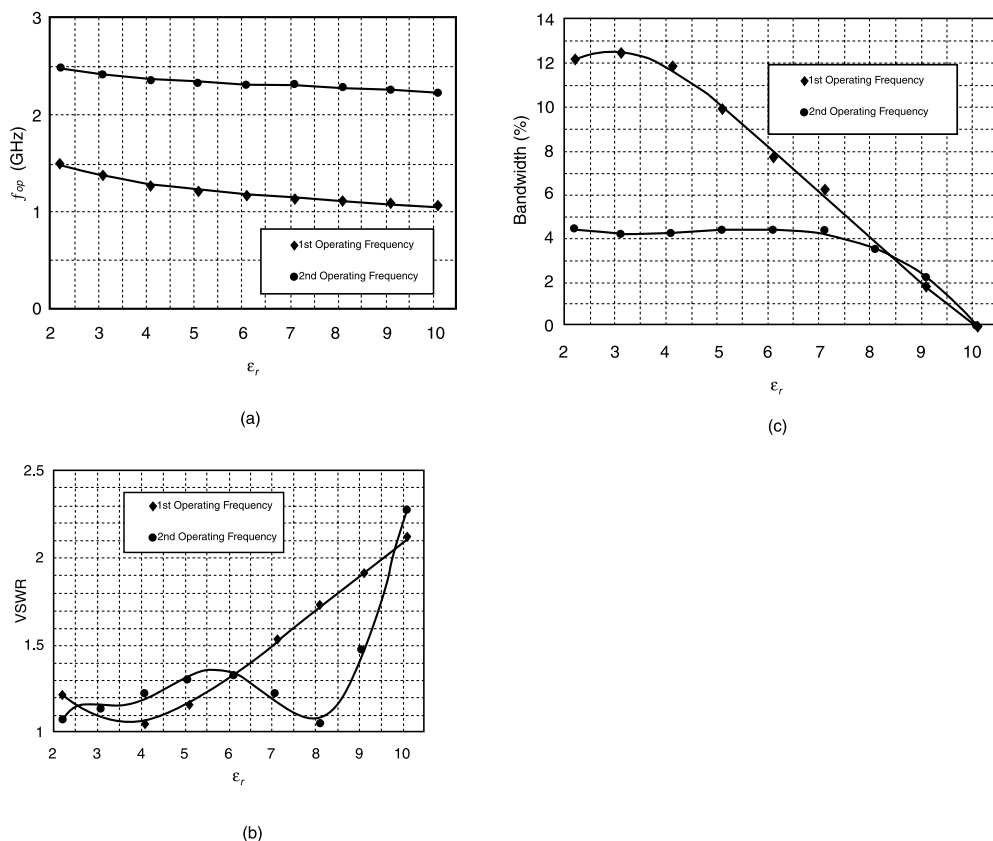 3
2
1
0
f op (GHz)
1st Operating Frequency
2nd Operating Frequency
2 3 4 5 6 7 8 9 10
εr
(a)
14
12
10
8
6
4
2
0
Bandwidth (%)
1st Operating Frequency
2nd Operating Frequency
2 3 4 5 6 7 8 9 10
εr
(c)
2.5
2
1.5
1
VSWR
1st Operating Frequency
2nd Operating Frequency
2 3 4 5 6 7 8 9 10
εr
(b)